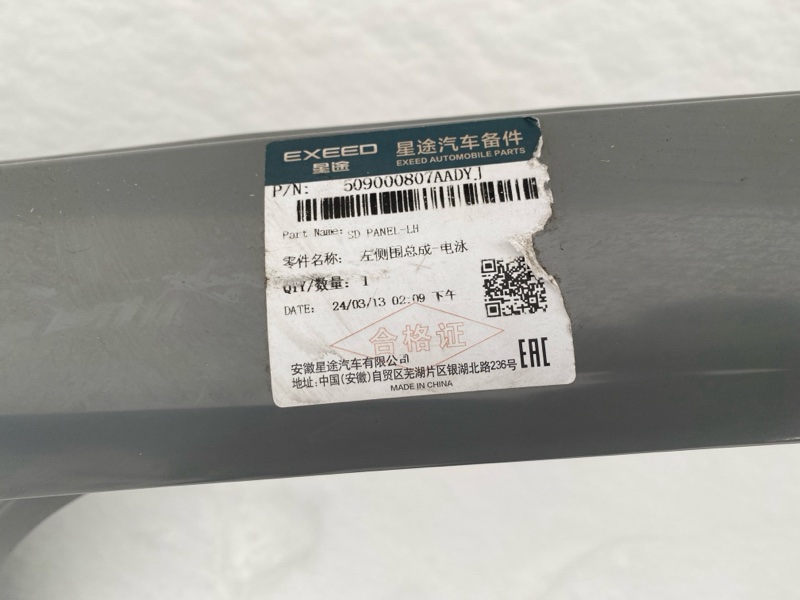 EXEED 星途汽车备件
星途 EXEED AUTOMOBILE PARTS
P/N: 509000807AADYJ
Part Name: SD PANEL-LH
零件名称: 左侧围总成-电泳
QTY/数量: 1
DATE: 24/03/13 02:09 下午
合格证
安徽星途汽车有限公司
地址:中国(安徽)自贸区芜湖片区银湖北路236号
EAC
MADE IN CHINA